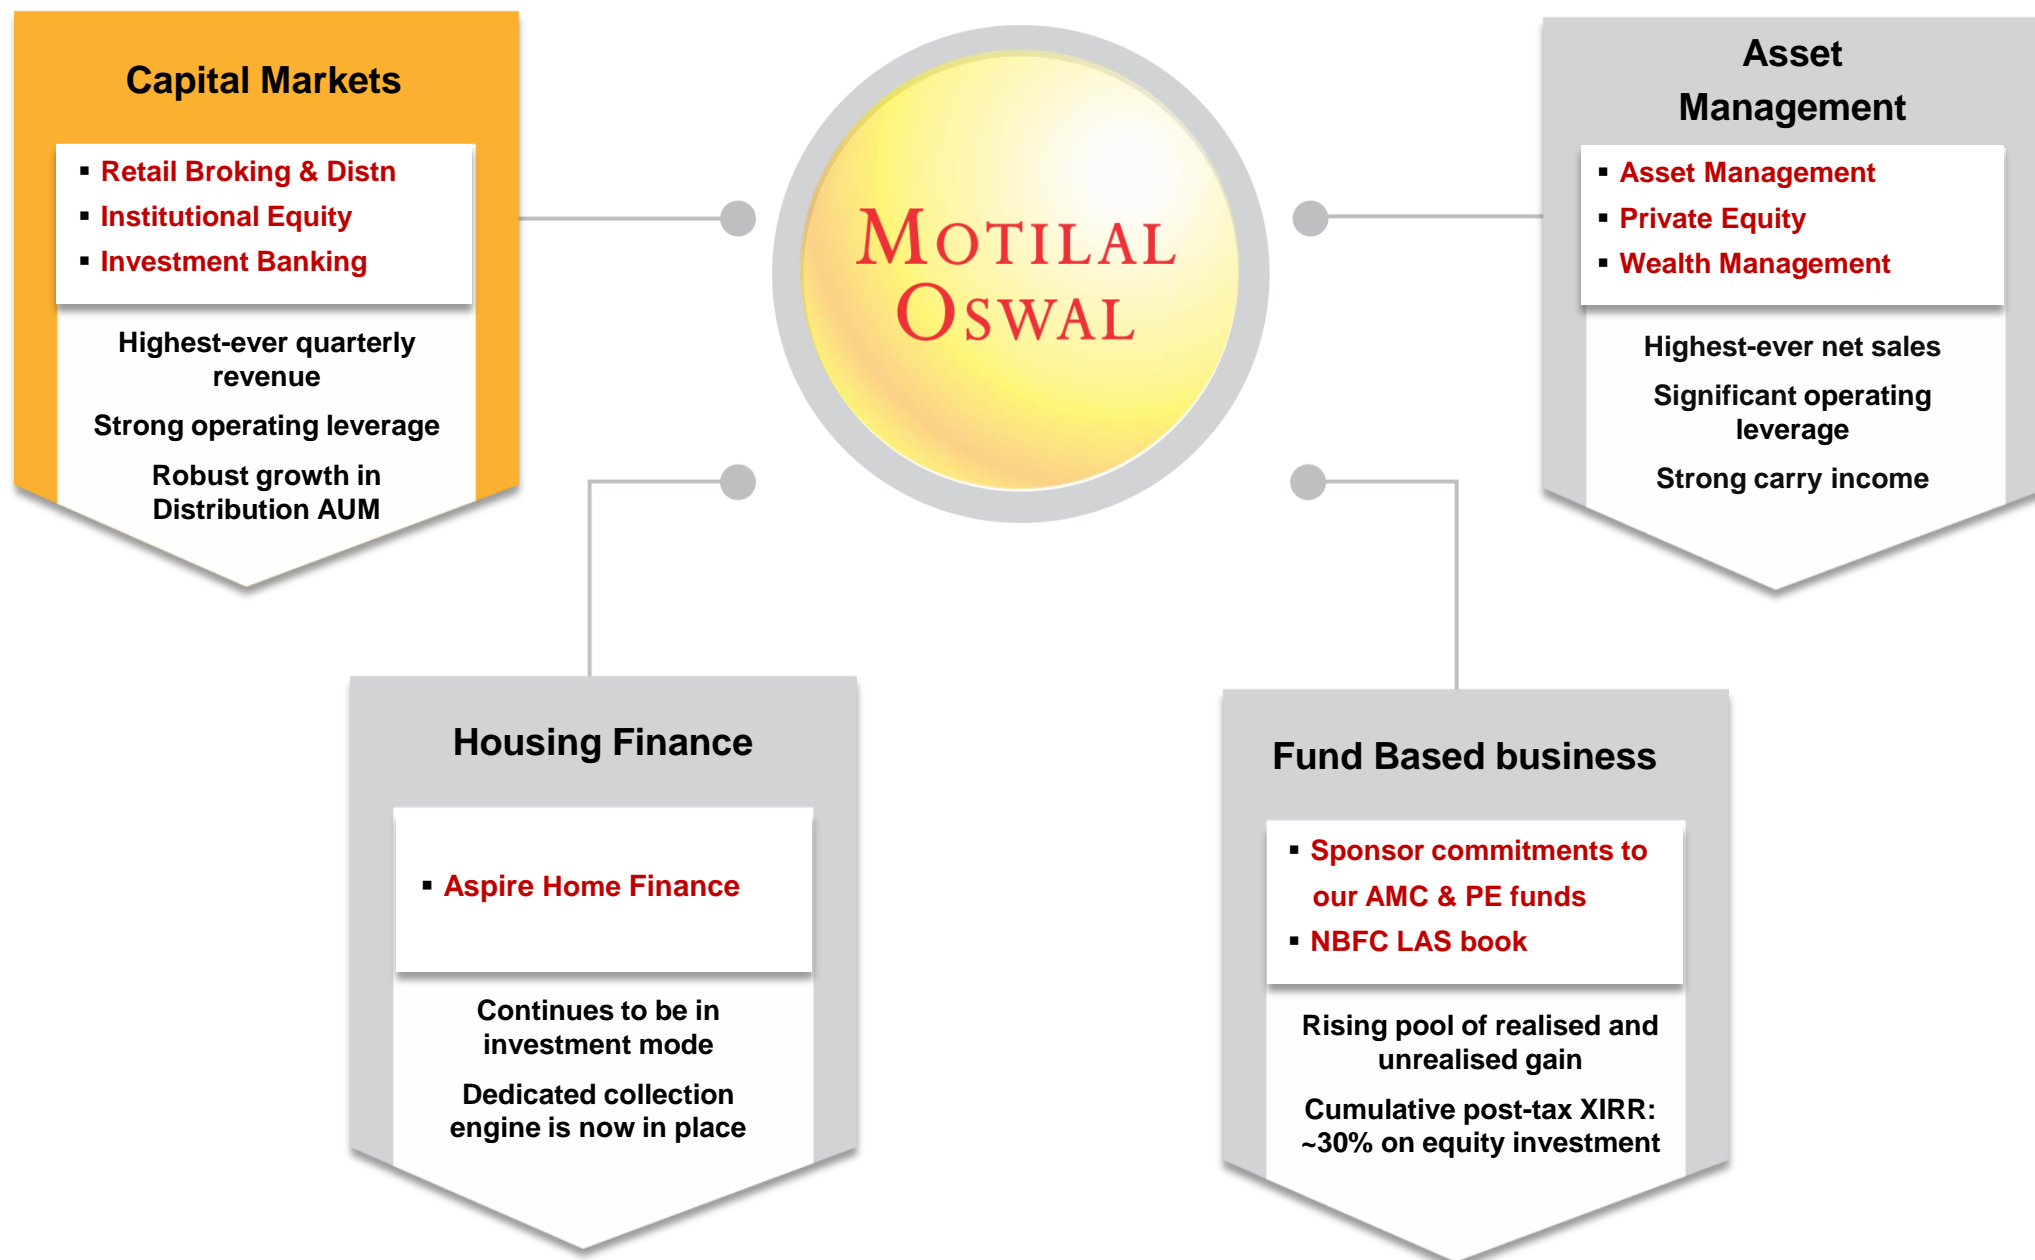 Capital Markets
▪ Retail Broking & Distn
▪ Institutional Equity
▪ Investment Banking
Highest-ever quarterly
revenue
Strong operating leverage
Robust growth in
Distribution AUM
MOTILAL
OSWAL
Asset
Management
▪ Asset Management
▪ Private Equity
▪ Wealth Management
Highest-ever net sales
Significant operating
leverage
Strong carry income
Housing Finance
▪ Aspire Home Finance
Continues to be in
investment mode
Dedicated collection
engine is now in place
Fund Based business
▪ Sponsor commitments to
our AMC & PE funds
▪ NBFC LAS book
Rising pool of realised and
unrealised gain
Cumulative post-tax XIRR:
~30% on equity investment